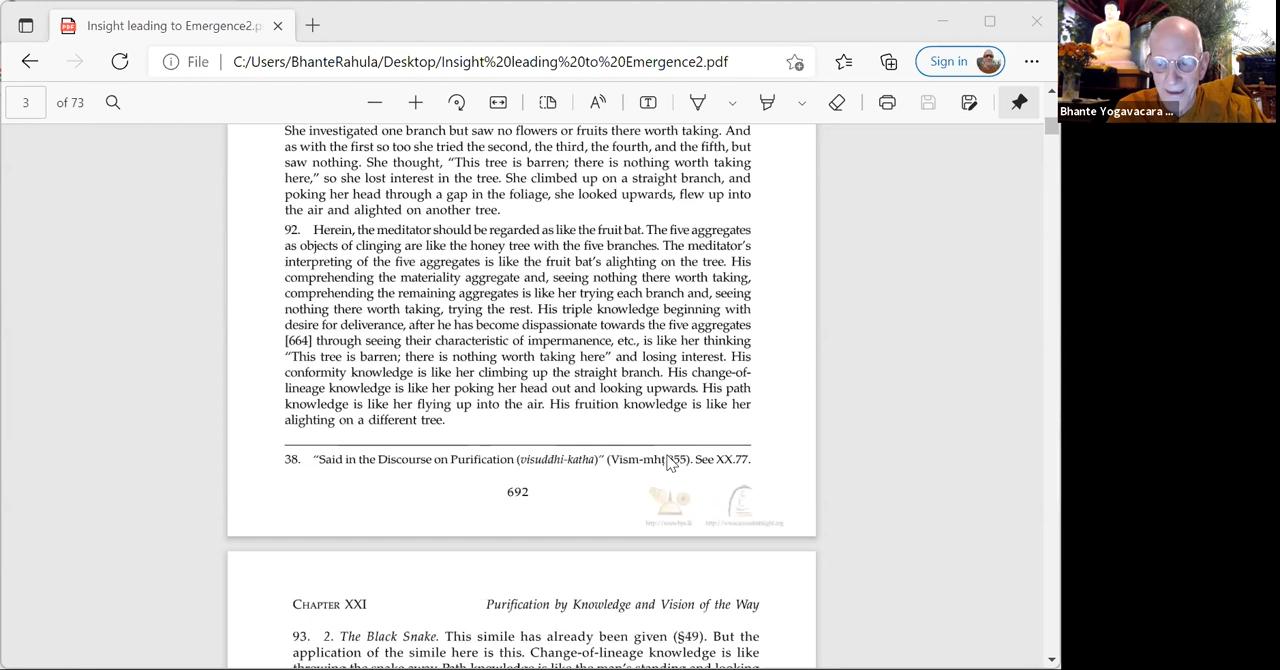 Insight leading to Emergence2.p
File
C:/Users/BhanteRahula/Desktop/Insight%20leading%20to%20Emergence2.pdf
Sign in
3 of 73
Bhante Yogavacara ...
She investigated one branch but saw no flowers or fruits there worth taking. And
as with the first so too she tried the second, the third, the fourth, and the fifth, but
saw nothing. She thought, “This tree is barren; there is nothing worth taking
here,” so she lost interest in the tree. She climbed up on a straight branch, and
poking her head through a gap in the foliage, she looked upwards, flew up into
the air and alighted on another tree.
92. Herein, the meditator should be regarded as like the fruit bat. The five aggregates
as objects of clinging are like the honey tree with the five branches. The meditator’s
interpreting of the five aggregates is like the fruit bat’s alighting on the tree. His
comprehending the materiality aggregate and, seeing nothing there worth taking,
comprehending the remaining aggregates is like her trying each branch and, seeing
nothing there worth taking, trying the rest. His triple knowledge beginning with
desire for deliverance, after he has become dispassionate towards the five aggregates
[664] through seeing their characteristic of impermanence, etc., is like her thinking
“This tree is barren; there is nothing worth taking here” and losing interest. His
conformity knowledge is like her climbing up the straight branch. His change-of-
lineage knowledge is like her poking her head out and looking upwards. His path
knowledge is like her flying up into the air. His fruition knowledge is like her
alighting on a different tree.
38. “Said in the Discourse on Purification (visuddhi-kathā)” See XX.77.
692
CHAPTER XXI
Purification by Knowledge and Vision of the Way
93. 2. The Black Snake. This simile has already been given (§49). But the
application of the simile here is this. Change-of-lineage knowledge is like
throwing the snake away. Path knowledge is like the man’s standing and looking